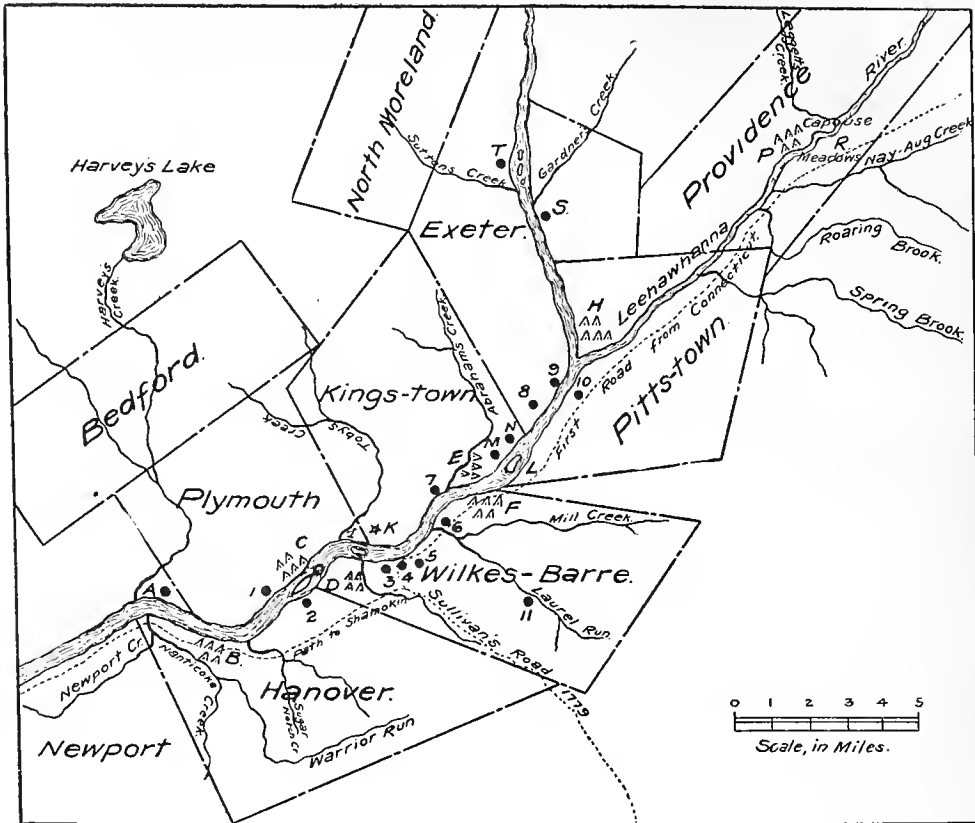 North Moreland.
Leggetts Creek
River.
Providence
Capouse
P
R
Meadows
Nay-Aug Creek
Suttons Creek
Gardners Creek
T
S.
Exeter.
Harvey's Lake
Harveys Creek
Roaring Brook.
Spring Brook.
Leehawhanna
H
First Road from Connecticut
Pitts-town.
Bedford.
Kings-town
Abrahams Creek
Tobys Creek
9
8
10
N
M
E
L
7
F
6
Mill Creek.
Plymouth
K
C
D
A
1
2
3
4
5
Wilkes-Barre.
11
Laurel Run.
Path to Shamokin
Sullivan's Road 1779
B.
Newport Cr.
Nanticoke Creek
Hanover.
Sugar Notch Cr.
Warrior Run
Newport
0 1 2 3 4 5
Scale, in Miles.